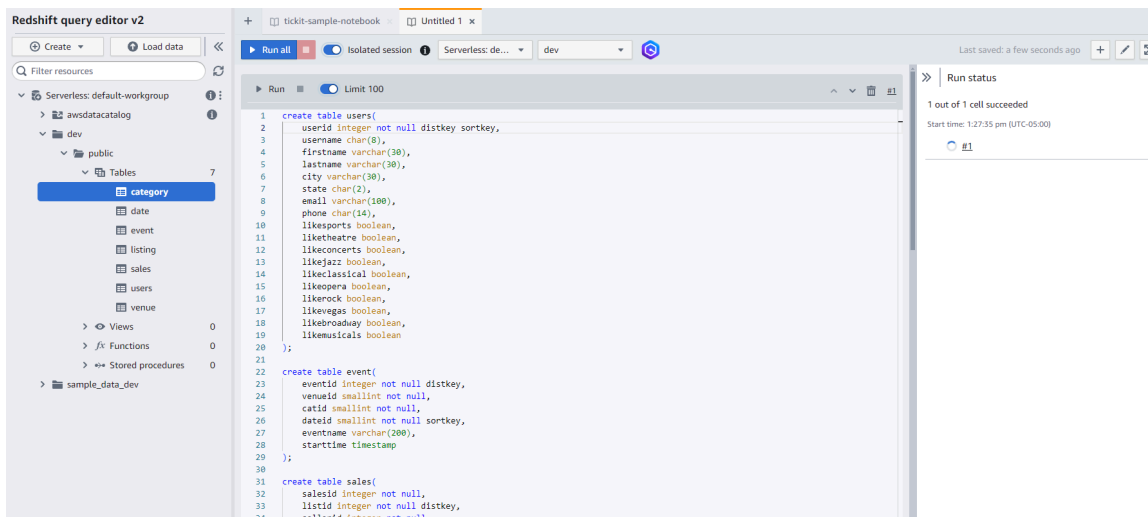 Redshift query editor v2
Create
Load data
Filter resources
Serverless: default-workgroup
awsdatacatalog
dev
public
Tables 7
category
date
event
listing
sales
users
venue
Views 0
fx Functions 0
Stored procedures 0
sample_data_dev
tickit-sample-notebook
Untitled 1
Run all
Isolated session
Serverless: de...
dev
Last saved: a few seconds ago
Run
Limit 100
#1
1 create table users(
2 userid integer not null distkey sortkey,
3 username char(8),
4 firstname varchar(30),
5 lastname varchar(30),
6 city varchar(30),
7 state char(2),
8 email varchar(100),
9 phone char(14),
10 likesports boolean,
11 liketheatre boolean,
12 likeconcerts boolean,
13 likejazz boolean,
14 likeclassical boolean,
15 likeopera boolean,
16 likerock boolean,
17 likevegas boolean,
18 likebroadway boolean,
19 likemusicals boolean
20 );
21
22 create table event(
23 eventid integer not null distkey,
24 venueid smallint not null,
25 catid smallint not null,
26 dateid smallint not null sortkey,
27 eventname varchar(200),
28 starttime timestamp
29 );
30
31 create table sales(
32 salesid integer not null,
33 listid integer not null distkey,
Run status
1 out of 1 cell succeeded
Start time: 1:27:35 pm (UTC-05:00)
#1